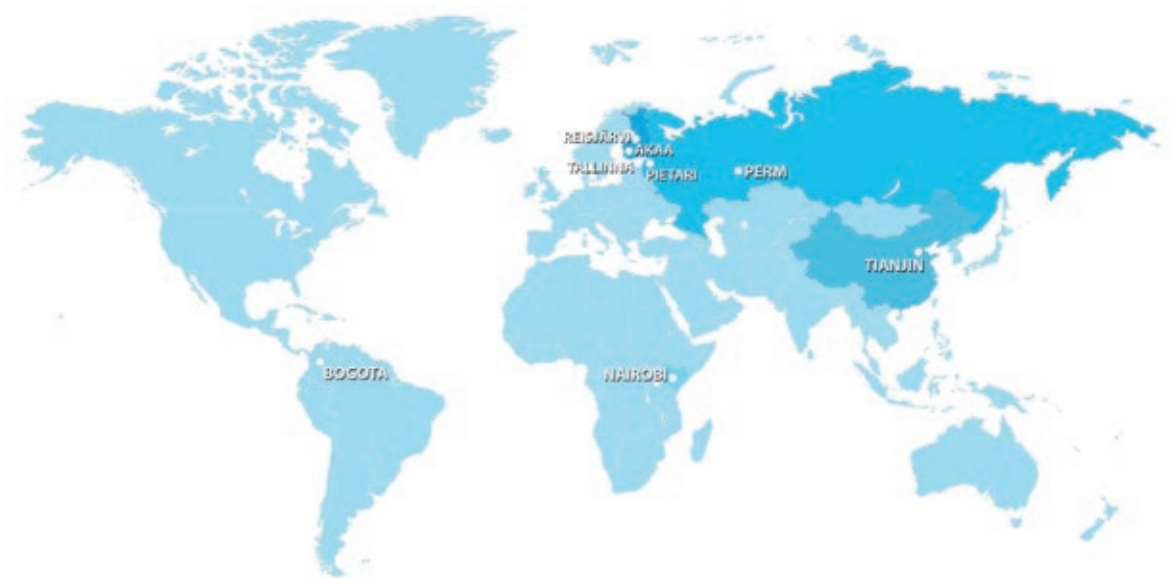 REISJÄRVI
AKAA
TALLINNA
PIETARI
PERM
TIANJIN
BOGOTA
NAIROBI